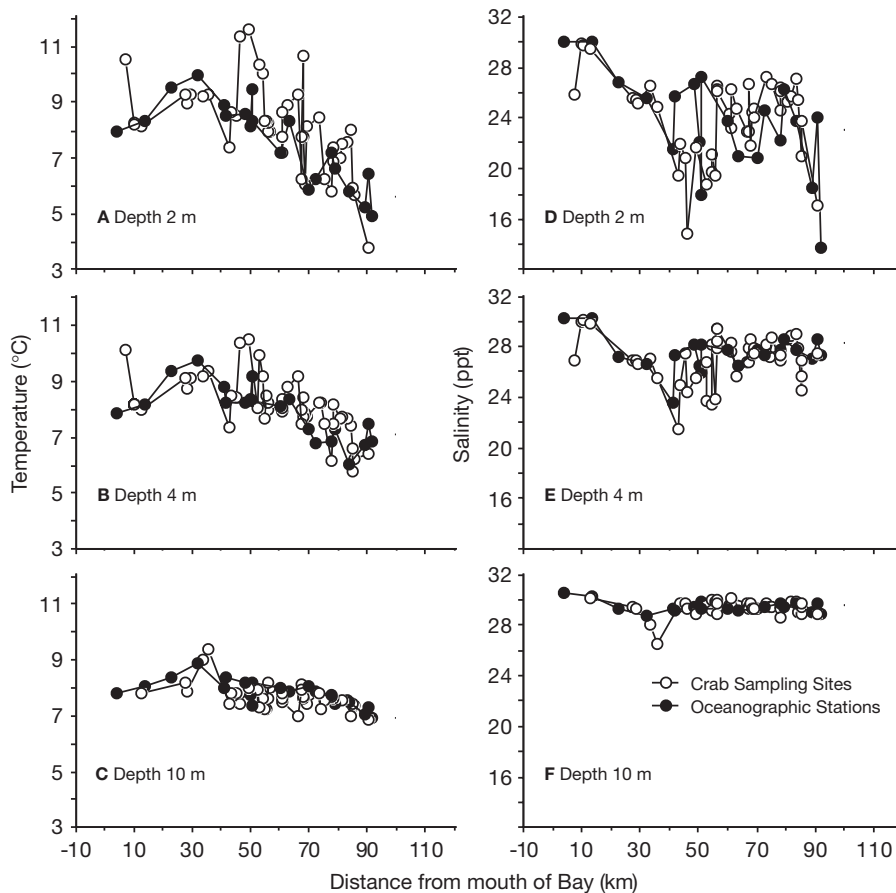 11
9
7
5
3
A Depth 2 m
32
28
24
20
16
D Depth 2 m
11
9
7
5
3
B Depth 4 m
32
28
24
20
16
E Depth 4 m
11
9
7
5
3
C Depth 10 m
32
28
24
20
16
F Depth 10 m
Crab Sampling Sites
Oceanographic Stations
Temperature (°C)
Salinity (ppt)
-10 10 30 50 70 90 110
-10 10 30 50 70 90 110
Distance from mouth of Bay (km)